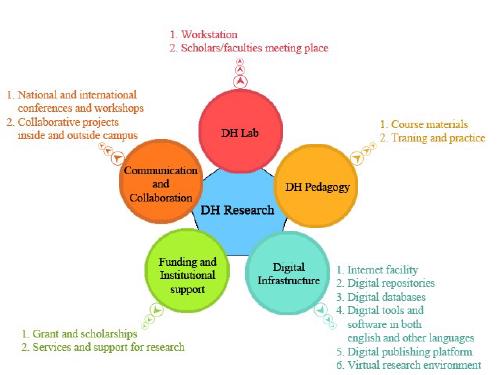 1. Workstation
2. Scholars/faculties meeting place
DH Lab
1. National and international
conferences and workshops
2. Collaborative projects
inside and outside campus
1. Course materials
2. Traning and practice
Communication
and
Collaboration
DH Pedagogy
DH Research
Funding and
Institutional
support
Digital
Infrastructure
1. Internet facility
2. Digital repositories
3. Digital databases
4. Digital tools and
software in both
english and other languages
5. Digital publishing platform
6. Virtual research environment
1. Grant and scholarships
2. Services and support for research